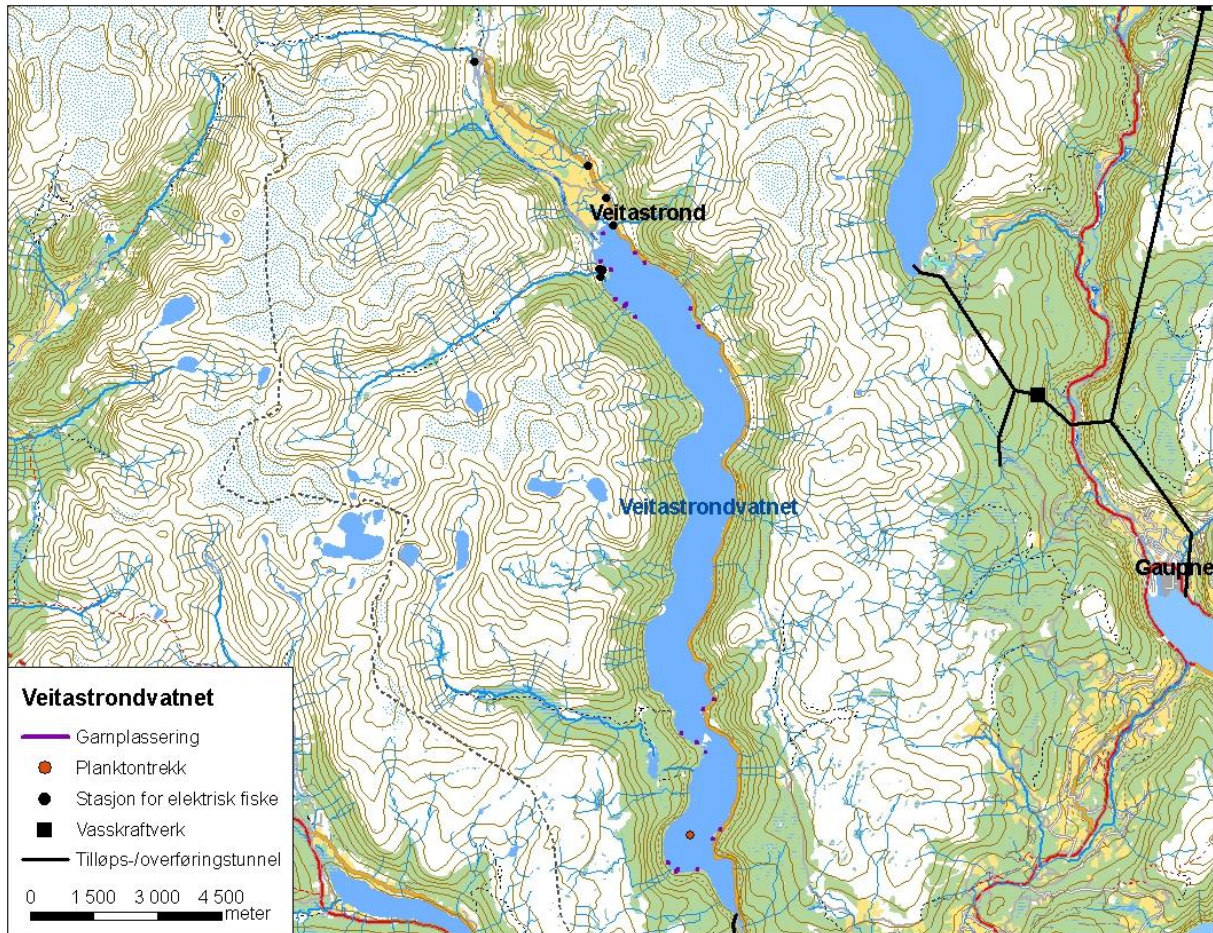 Veitastrond
Veitastrondvatnet
Gaupne
Veitastrondvatnet
Garnplassering
Planktontrekk
Stasjon for elektrisk fiske
Vasskraftverk
Tilløps-/overføringstunnel
0 1 500 3 000 4 500
meter